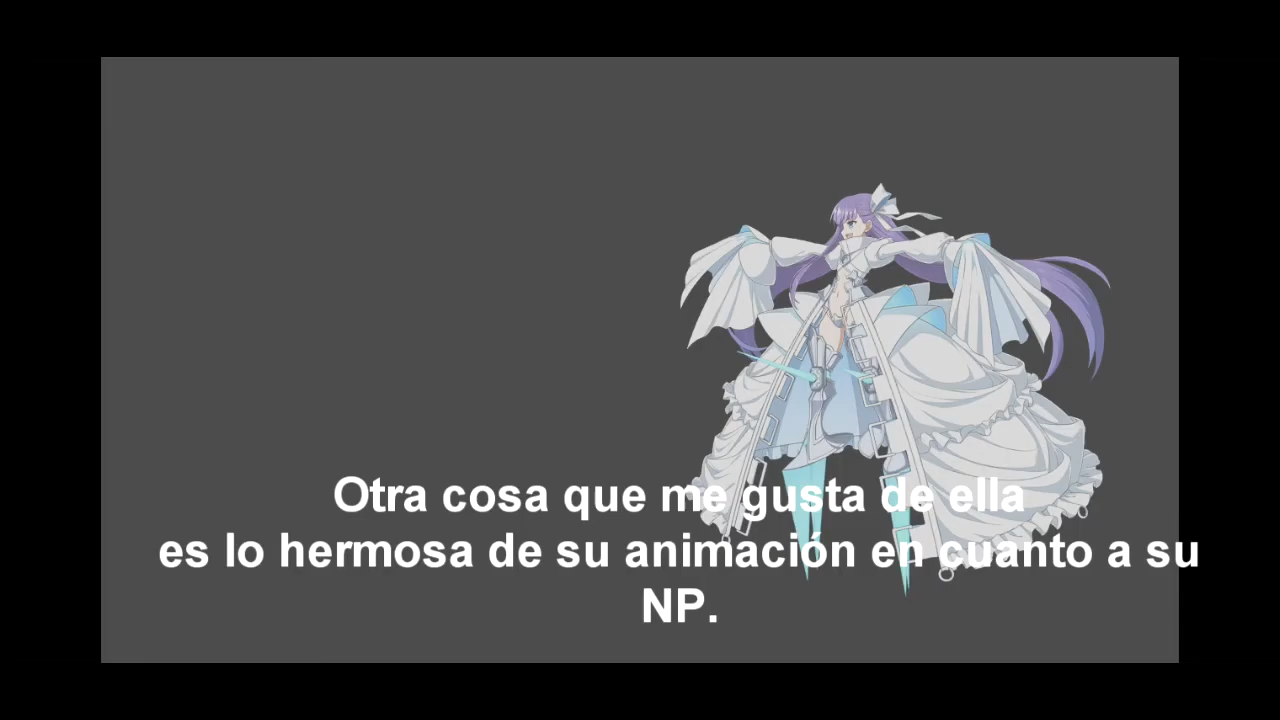 Otra cosa que me gusta de ella
es lo hermosa de su animación en cuanto a su
NP.